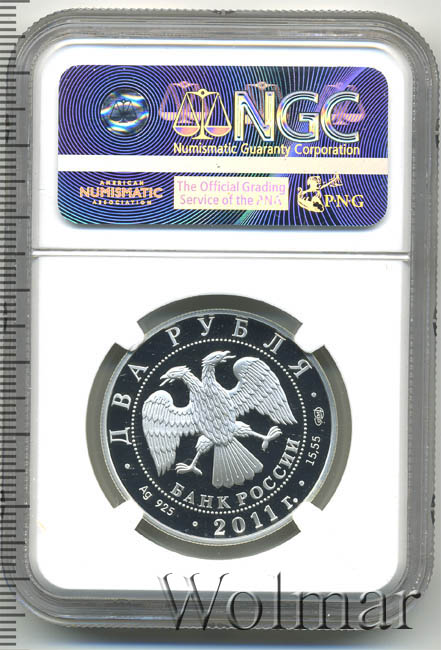 NGC
Numismatic Guaranty Corporation
AMERICAN
NUMISMATIC
ASSOCIATION
The Official Grading
Service of the PNG
PNG
ДВА РУБЛЯ
БАНК РОССИИ
Ag 925
• 2011 г. •
15,55
Wolmar